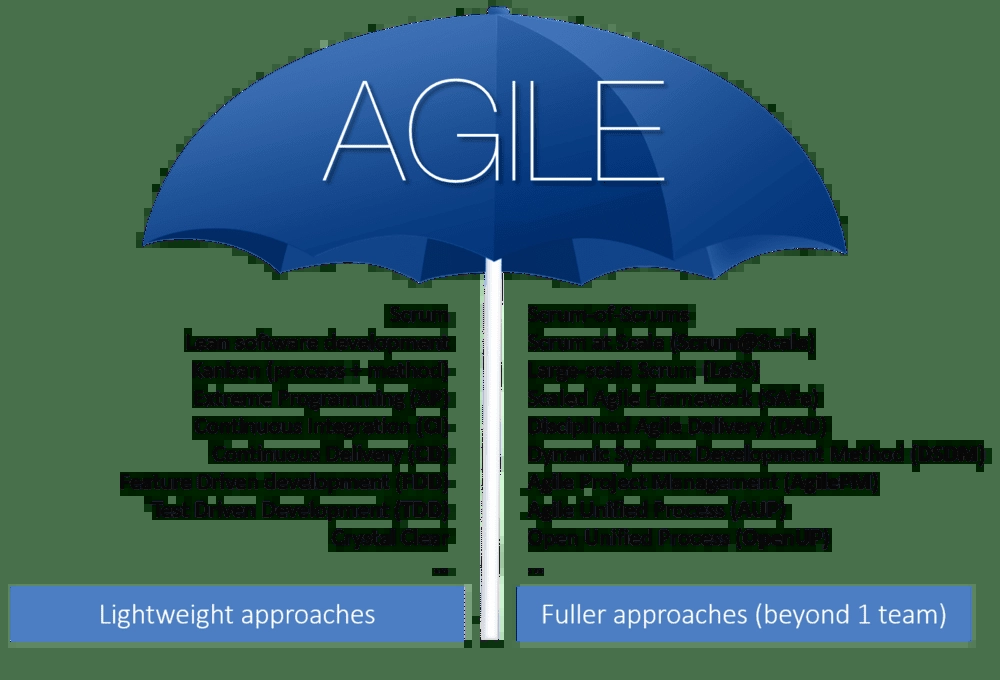 AGILE
Scrum
Lean software development
Kanban (process + method)
Extreme Programming (XP)
Continuous Integration (CI)
Continuous Delivery (CD)
Feature Driven development (FDD)
Test Driven Development (TDD)
Crystal Clear
...
Lightweight approaches
Scrum-of-Scrums
Scrum at Scale (Scrum@Scale)
Large-scale Scrum (LeSS)
Scaled Agile Framework (SAFe)
Disciplined Agile Delivery (DAD)
Dynamic Systems Development Method (DSDM)
Agile Project Management (AgilePM)
Agile Unified Process (AUP)
Open Unified Process (OpenUP)
...
Fuller approaches (beyond 1 team)